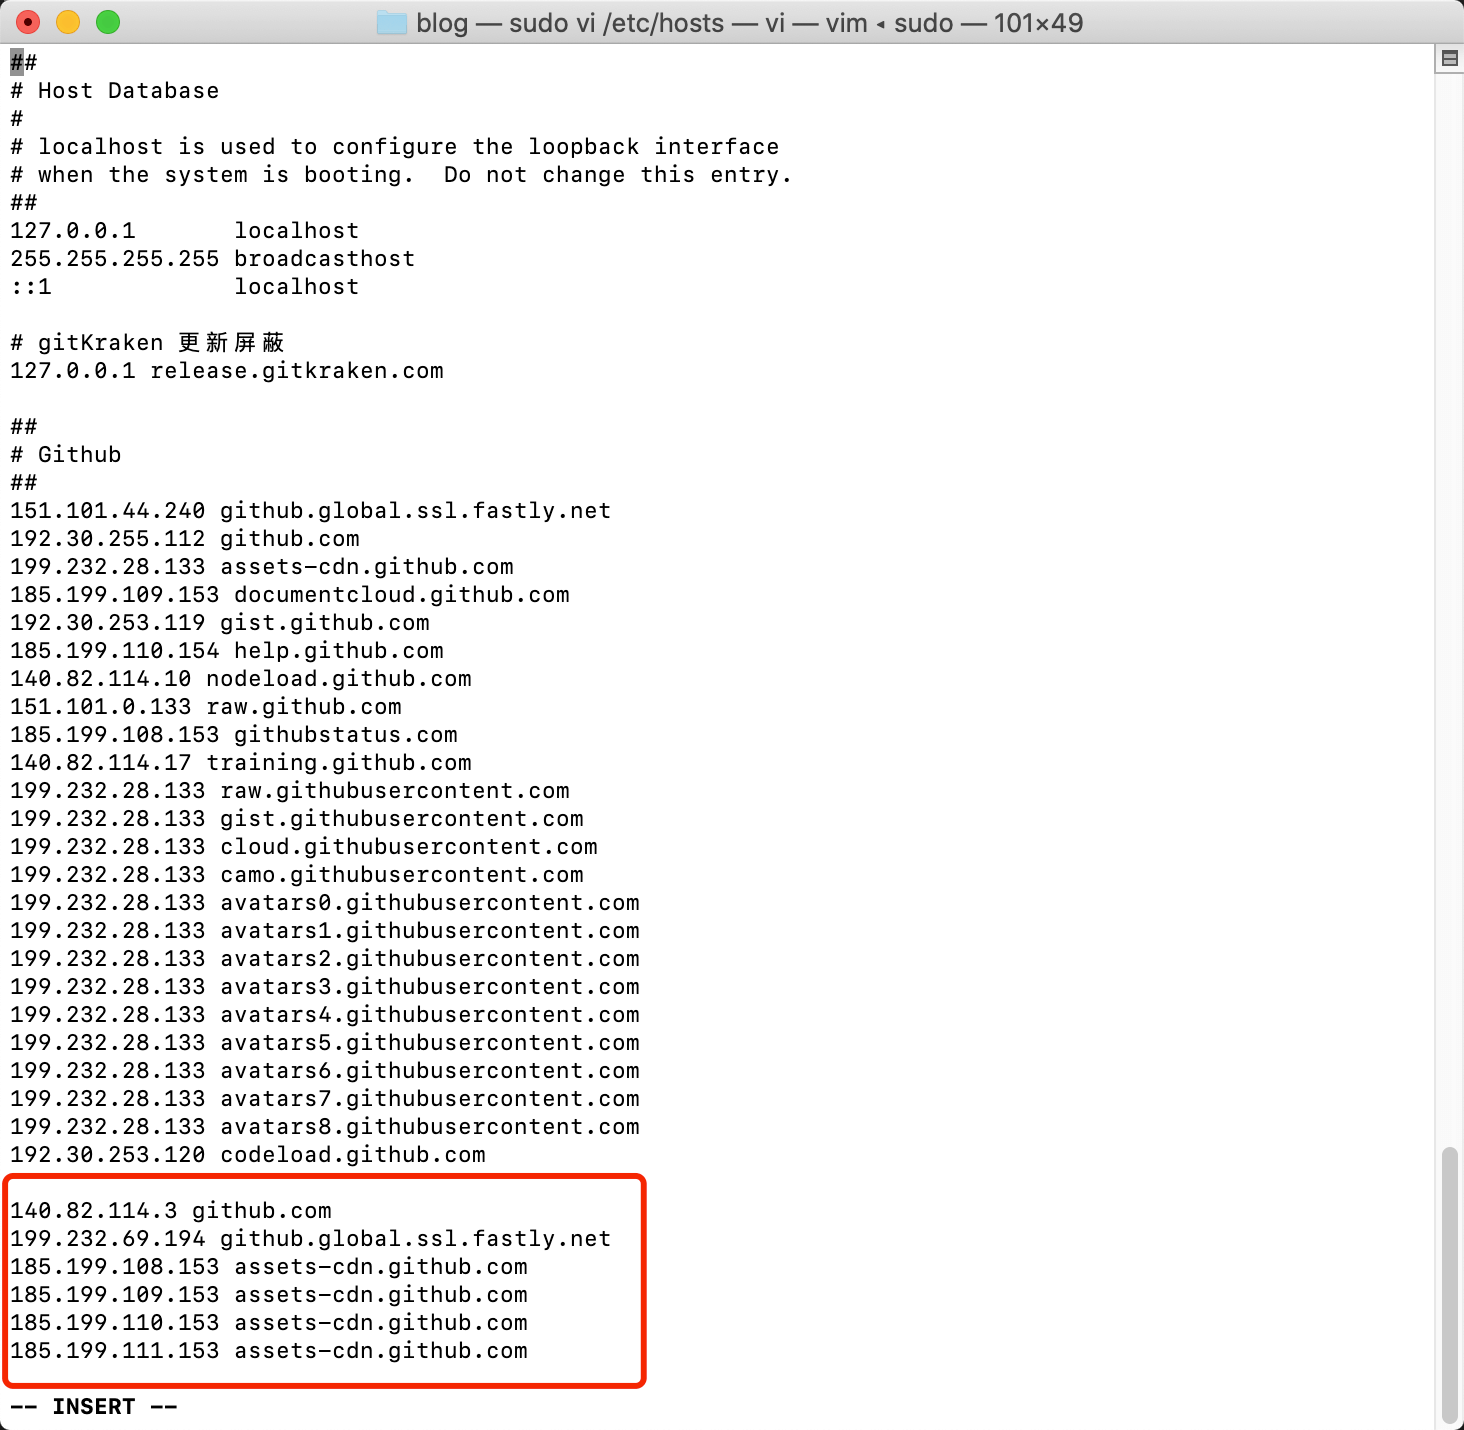 blog — sudo vi /etc/hosts — vi — vim ◂ sudo — 101×49
##
# Host Database
#
# localhost is used to configure the loopback interface
# when the system is booting.  Do not change this entry.
##
127.0.0.1       localhost
255.255.255.255 broadcasthost
::1             localhost
# gitKraken 更新屏蔽
127.0.0.1 release.gitkraken.com
##
# Github
##
151.101.44.240 github.global.ssl.fastly.net
192.30.255.112 github.com
199.232.28.133 assets-cdn.github.com
185.199.109.153 documentcloud.github.com
192.30.253.119 gist.github.com
185.199.110.154 help.github.com
140.82.114.10 nodeload.github.com
151.101.0.133 raw.github.com
185.199.108.153 githubstatus.com
140.82.114.17 training.github.com
199.232.28.133 raw.githubusercontent.com
199.232.28.133 gist.githubusercontent.com
199.232.28.133 cloud.githubusercontent.com
199.232.28.133 camo.githubusercontent.com
199.232.28.133 avatars0.githubusercontent.com
199.232.28.133 avatars1.githubusercontent.com
199.232.28.133 avatars2.githubusercontent.com
199.232.28.133 avatars3.githubusercontent.com
199.232.28.133 avatars4.githubusercontent.com
199.232.28.133 avatars5.githubusercontent.com
199.232.28.133 avatars6.githubusercontent.com
199.232.28.133 avatars7.githubusercontent.com
199.232.28.133 avatars8.githubusercontent.com
192.30.253.120 codeload.github.com
140.82.114.3 github.com
199.232.69.194 github.global.ssl.fastly.net
185.199.108.153 assets-cdn.github.com
185.199.109.153 assets-cdn.github.com
185.199.110.153 assets-cdn.github.com
185.199.111.153 assets-cdn.github.com
-- INSERT --